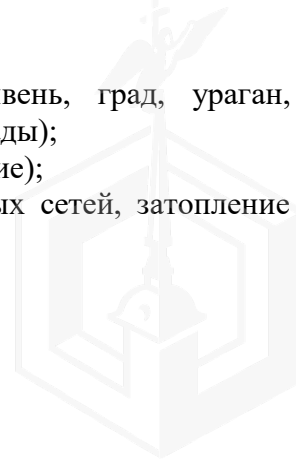 вень, град, ураган,
ды);
ие);
ых сетей, затопление